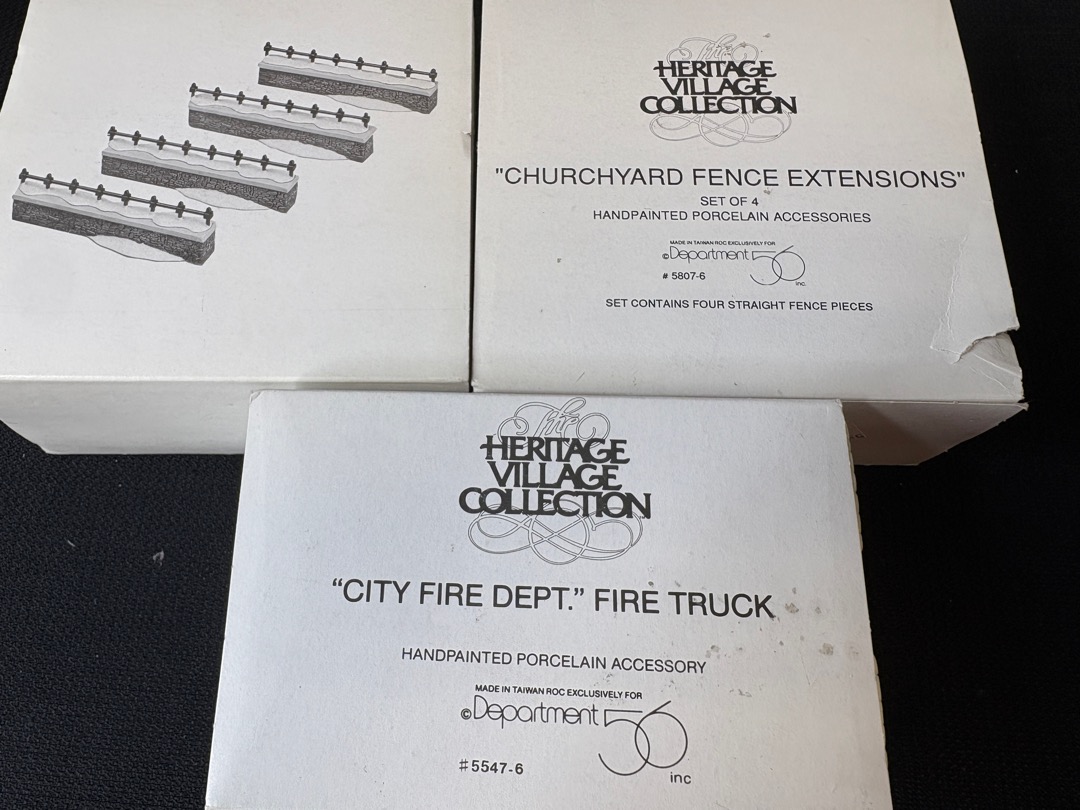 The
HERITAGE
VILLAGE
COLLECTION
"CHURCHYARD FENCE EXTENSIONS"
SET OF 4
HANDPAINTED PORCELAIN ACCESSORIES
MADE IN TAIWAN ROC EXCLUSIVELY FOR
©Department 56
inc.
# 5807-6
SET CONTAINS FOUR STRAIGHT FENCE PIECES
The
HERITAGE
VILLAGE
COLLECTION™
“CITY FIRE DEPT.” FIRE TRUCK
HANDPAINTED PORCELAIN ACCESSORY
MADE IN TAIWAN ROC EXCLUSIVELY FOR
©Department 56
#5547-6
inc